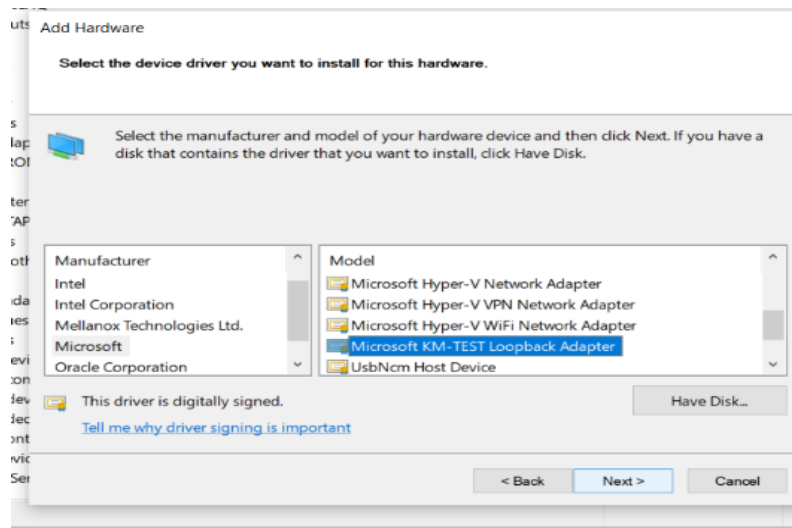 Add Hardware
Select the device driver you want to install for this hardware.
Select the manufacturer and model of your hardware device and then click Next. If you have a
disk that contains the driver that you want to install, click Have Disk.
Manufacturer
Intel
Intel Corporation
Mellanox Technologies Ltd.
Microsoft
Oracle Corporation
Model
Microsoft Hyper-V Network Adapter
Microsoft Hyper-V VPN Network Adapter
Microsoft Hyper-V WiFi Network Adapter
Microsoft KM-TEST Loopback Adapter
UsbNcm Host Device
This driver is digitally signed.
Have Disk...
Tell me why driver signing is important
< Back
Next >
Cancel